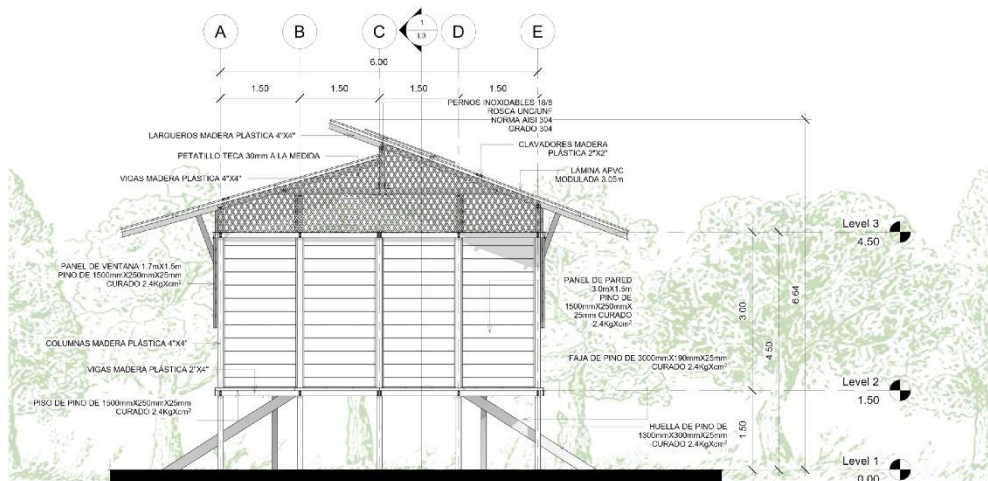 A
B
C
D
E
1
L3
6.00
1.50
1.50
1.50
1.50
PERNOS INOXIDABLES 18/8
ROSCA UNC/UNF
NORMA AISI 304
GRADO 304
LARGUEROS MADERA PLÁSTICA 4"X4"
CLAVADORES MADERA
PLÁSTICA 2"X2"
PETATILLO TECA 30mm A LA MEDIDA
LÁMINA APVC
MODULADA 3.05m
VIGAS MADERA PLÁSTICA 4"X4"
Level 3
4.50
PANEL DE VENTANA 1.7mX1.5m
PINO DE 1500mmX250mmX25mm
CURADO 2.4KgXcm²
PANEL DE PARED
3.0mX1.5m
PINO DE
1500mmX250mmX
25mm CURADO
2.4KgXcm²
3.00
4.50
6.64
COLUMNAS MADERA PLÁSTICA 4"X4"
FAJA DE PINO DE 3000mmX190mmX25mm
CURADO 2.4KgXcm²
VIGAS MADERA PLÁSTICA 2"X4"
Level 2
1.50
PISO DE PINO DE 1500mmX250mmX25mm
CURADO 2.4KgXcm²
HUELLA DE PINO DE
1300mmX300mmX25mm
CURADO 2.4KgXcm²
1.50
Level 1
0.00